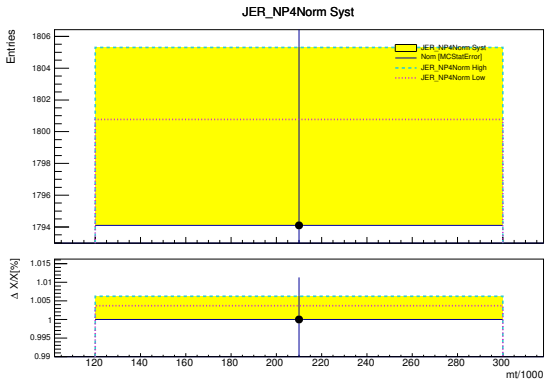 JER_NP4Norm Syst
Entries
1806
1804
1802
1800
1798
1796
1794
JER_NP4Norm Syst
Nom [MCStatError]
JER_NP4Norm High
JER_NP4Norm Low
Δ X/X[%]
1.015
1.01
1.005
1
0.995
0.99
120 140 160 180 200 220 240 260 280 300
mt/1000